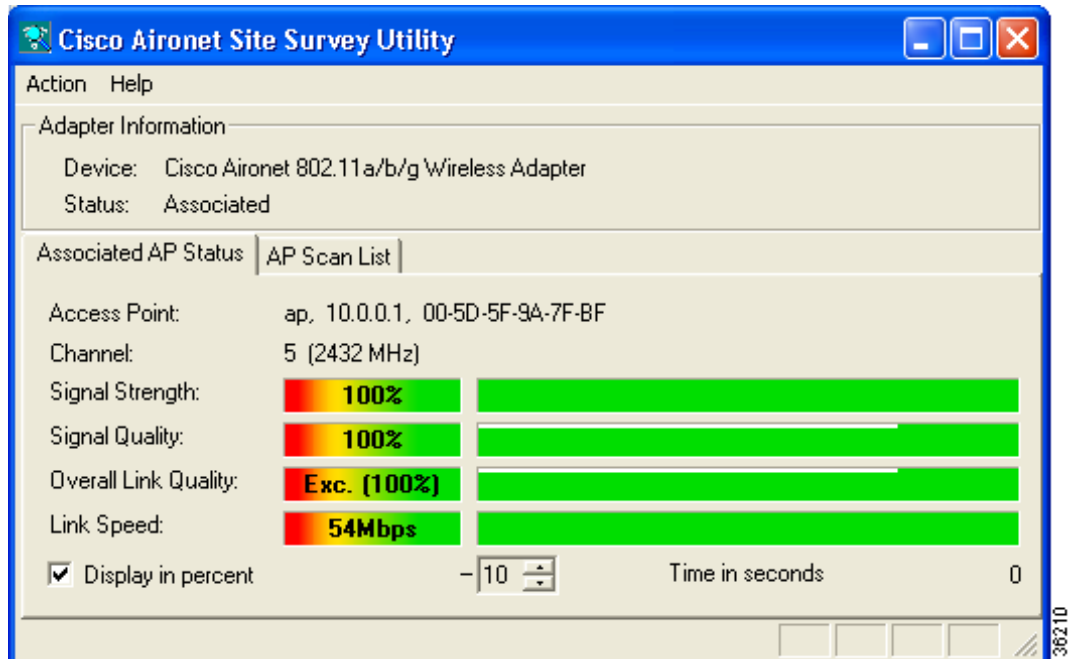 Cisco Aironet Site Survey Utility
Action Help
Adapter Information
Device: Cisco Aironet 802.11a/b/g Wireless Adapter
Status: Associated
Associated AP Status AP Scan List
Access Point: ap, 10.0.0.1, 00-5D-5F-9A-7F-BF
Channel: 5 (2432 MHz)
Signal Strength: 100%
Signal Quality: 100%
Overall Link Quality: Exc. (100%)
Link Speed: 54Mbps
Display in percent -10 Time in seconds 0
36210